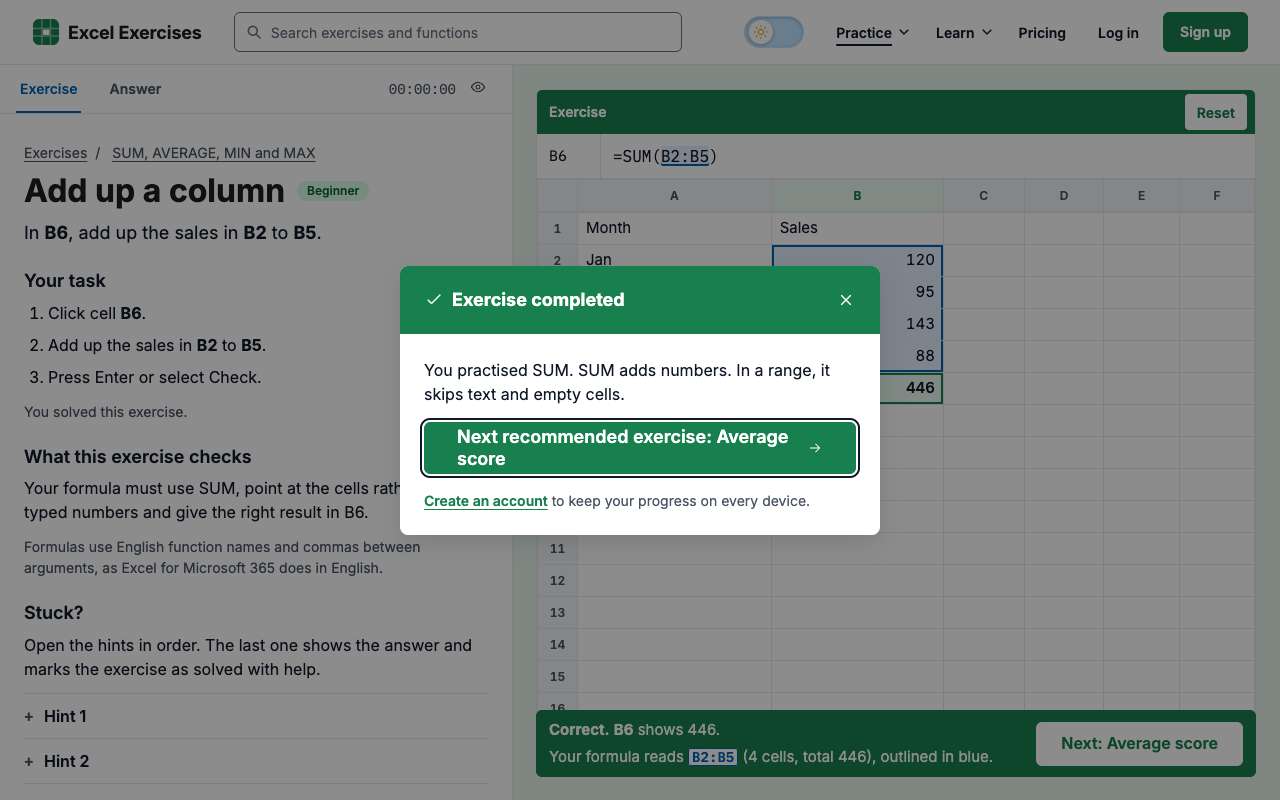 Excel Exercises
Search exercises and functions
Practice
Learn
Pricing
Log in
Sign up
Exercise
Answer
00:00:00
Exercises / SUM, AVERAGE, MIN and MAX
Add up a column
Beginner
In B6, add up the sales in B2 to B5.
Your task
1. Click cell B6.
2. Add up the sales in B2 to B5.
3. Press Enter or select Check.
You solved this exercise.
What this exercise checks
Your formula must use SUM, point at the cells
typed numbers and give the right result in B6.
Formulas use English function names and commas between
arguments, as Excel for Microsoft 365 does in English.
Stuck?
Open the hints in order. The last one shows the answer and
marks the exercise as solved with help.
+ Hint 1
+ Hint 2
Exercise
Reset
B6
=SUM(B2:B5)
A B C D E F
1 Month Sales
2 Jan 120
95
143
88
446
11
12
13
14
15
16
Exercise completed
You practised SUM. SUM adds numbers. In a range, it
skips text and empty cells.
Next recommended exercise: Average
score →
Create an account to keep your progress on every device.
Correct. B6 shows 446.
Your formula reads B2:B5 (4 cells, total 446), outlined in blue.
Next: Average score